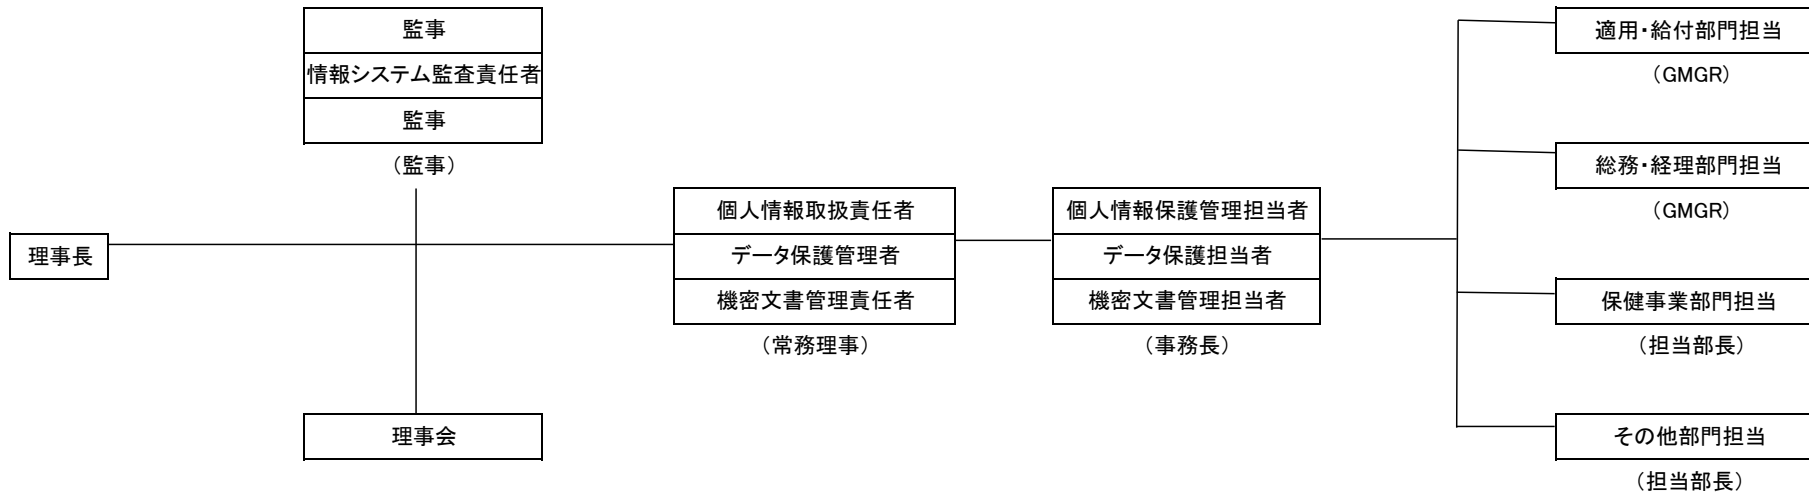 理事長
監事
情報システム監査責任者
監事
（監事）
理事会
個人情報取扱責任者
データ保護管理者
機密文書管理責任者
（常務理事）
個人情報保護管理担当者
データ保護担当者
機密文書管理担当者
（事務長）
適用・給付部門担当
（GMGR）
総務・経理部門担当
（GMGR）
保健事業部門担当
（担当部長）
その他部門担当
（担当部長）